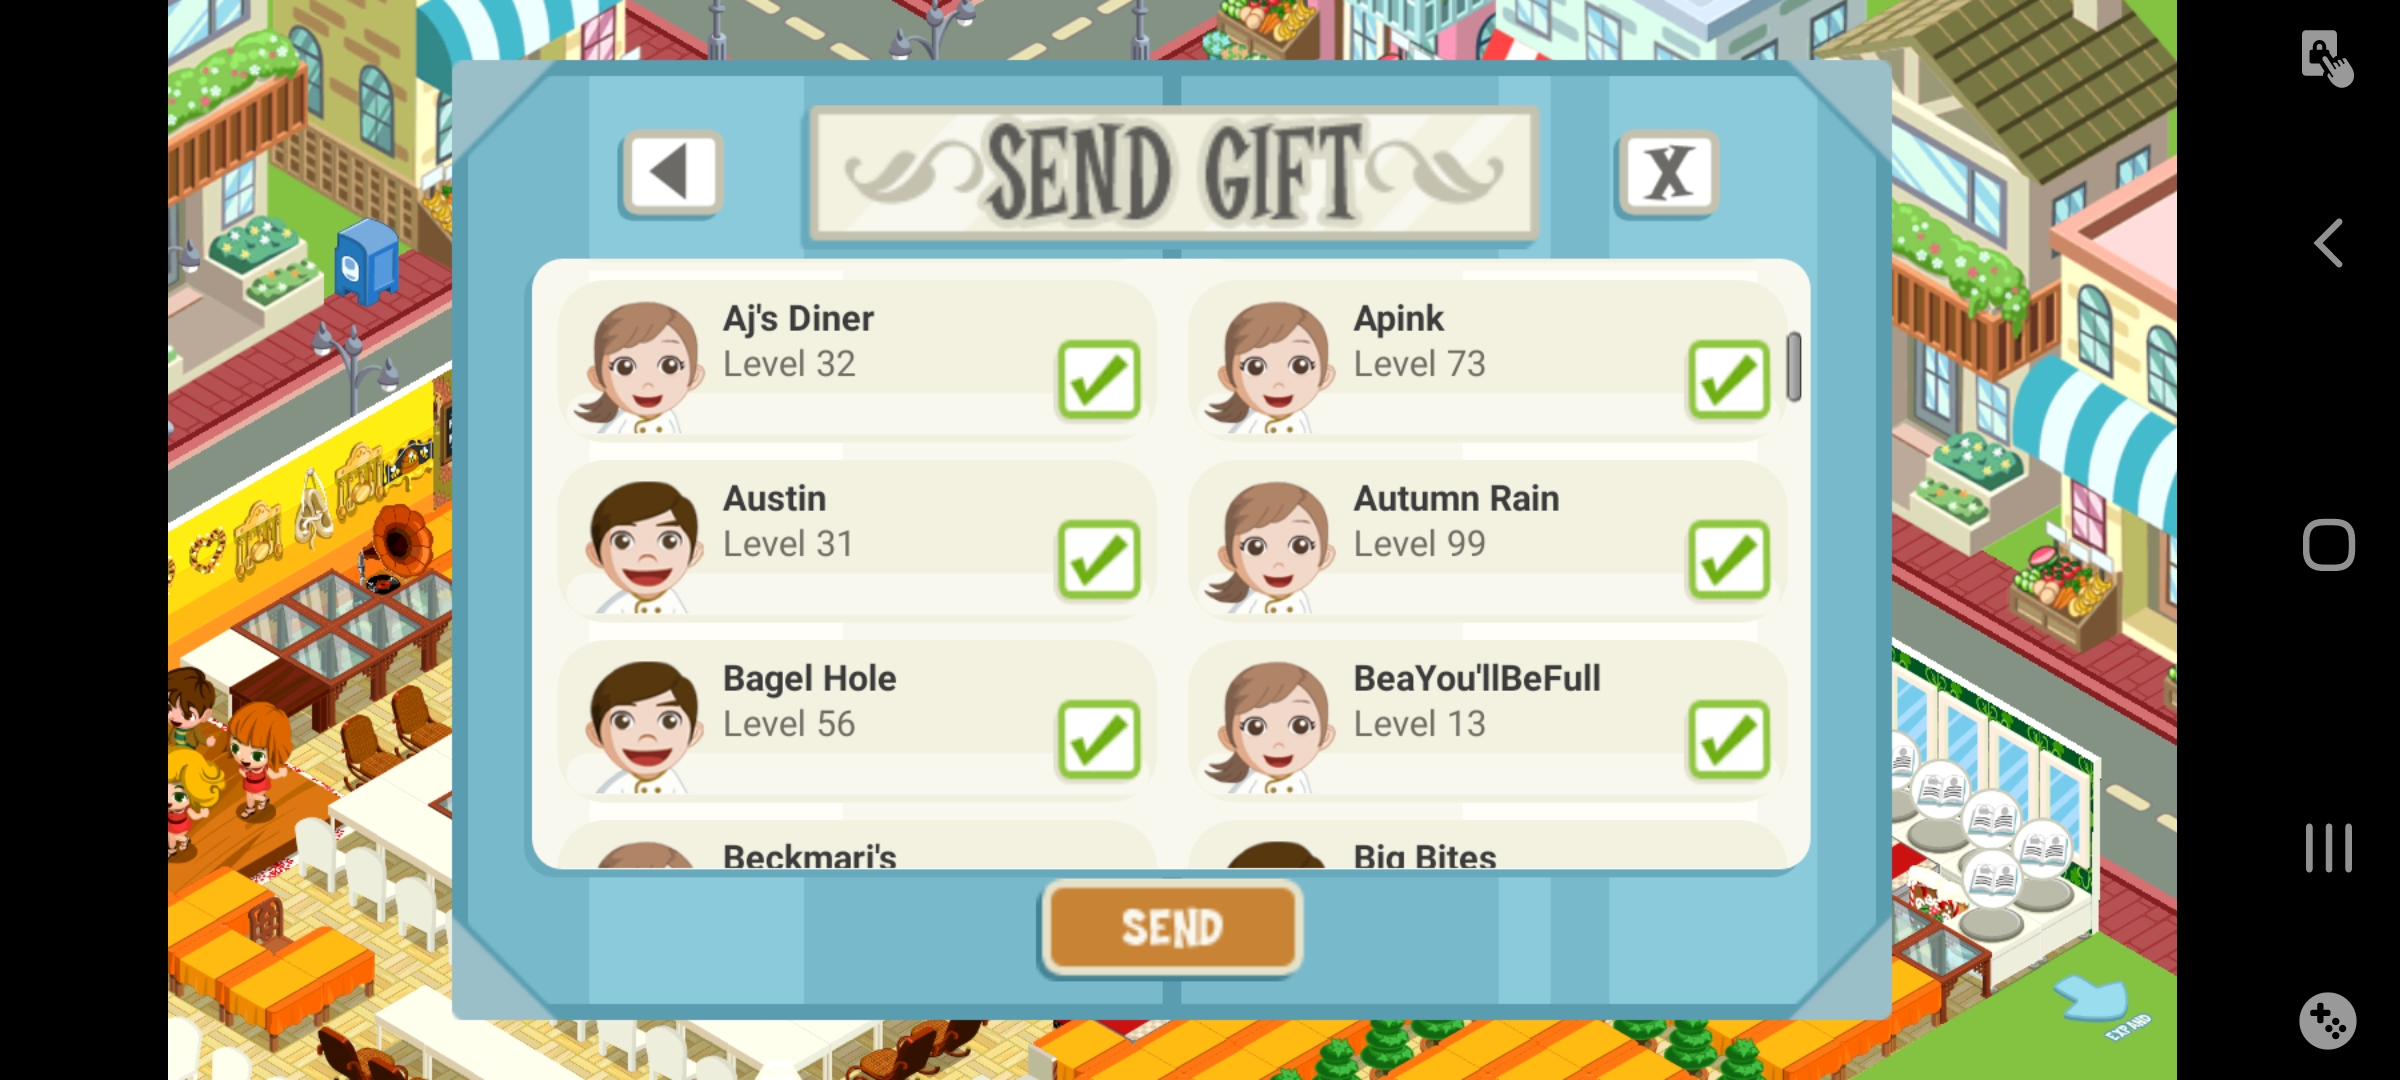 SEND GIFT
X
Aj's Diner
Level 32
Apink
Level 73
Austin
Level 31
Autumn Rain
Level 99
Bagel Hole
Level 56
BeaYou'llBeFull
Level 13
Beckmari's
Big Bites
SEND
EXPAND